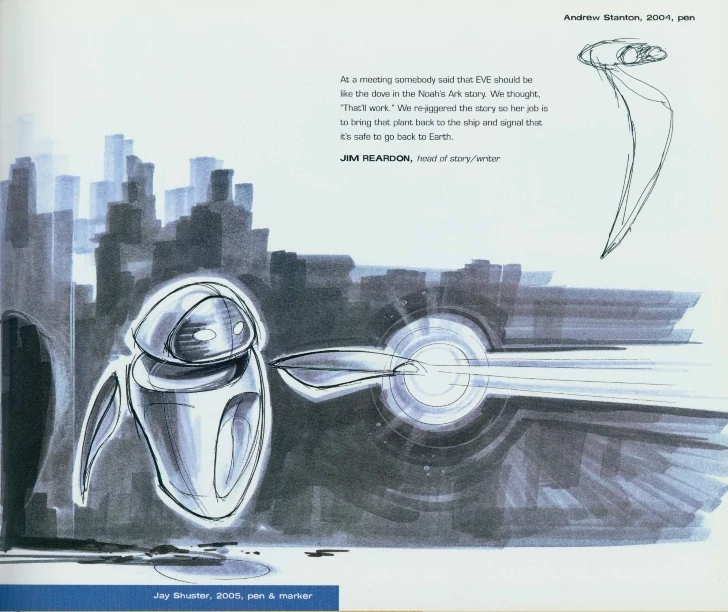 Andrew Stanton, 2004, pen
At a meeting somebody said that EVE should be
like the dove in the Noah's Ark story. We thought,
"That'll work." We re-jiggered the story so her job is
to bring that plant back to the ship and signal that
it's safe to go back to Earth.
JIM REARDON, head of story/writer
Jay Shuster, 2005, pen & marker